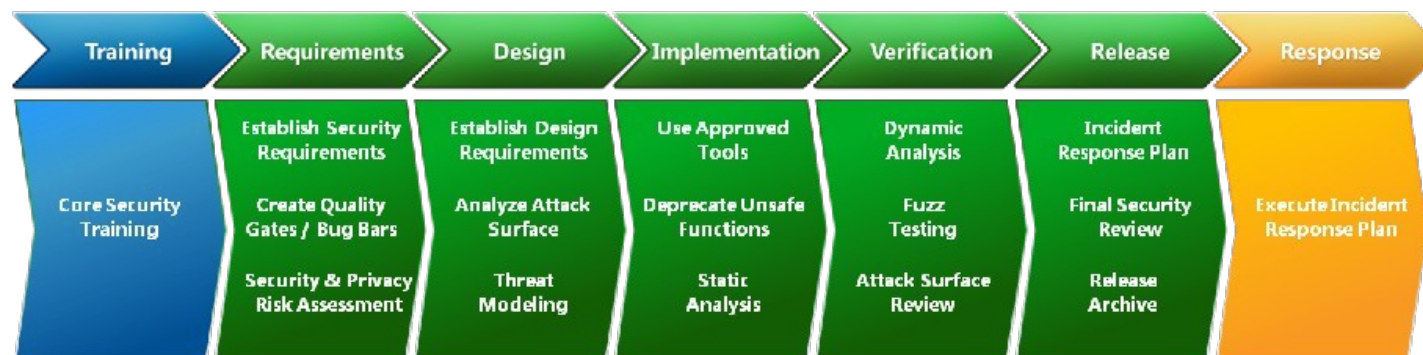 Training
Requirements
Design
Implementation
Verification
Release
Response
Core Security
Training
Establish Security
Requirements
Create Quality
Gates / Bug Bars
Security & Privacy
Risk Assessment
Establish Design
Requirements
Analyze Attack
Surface
Threat
Modeling
Use Approved
Tools
Deprecate Unsafe
Functions
Static
Analysis
Dynamic
Analysis
Fuzz
Testing
Attack Surface
Review
Incident
Response Plan
Final Security
Review
Release
Archive
Execute Incident
Response Plan